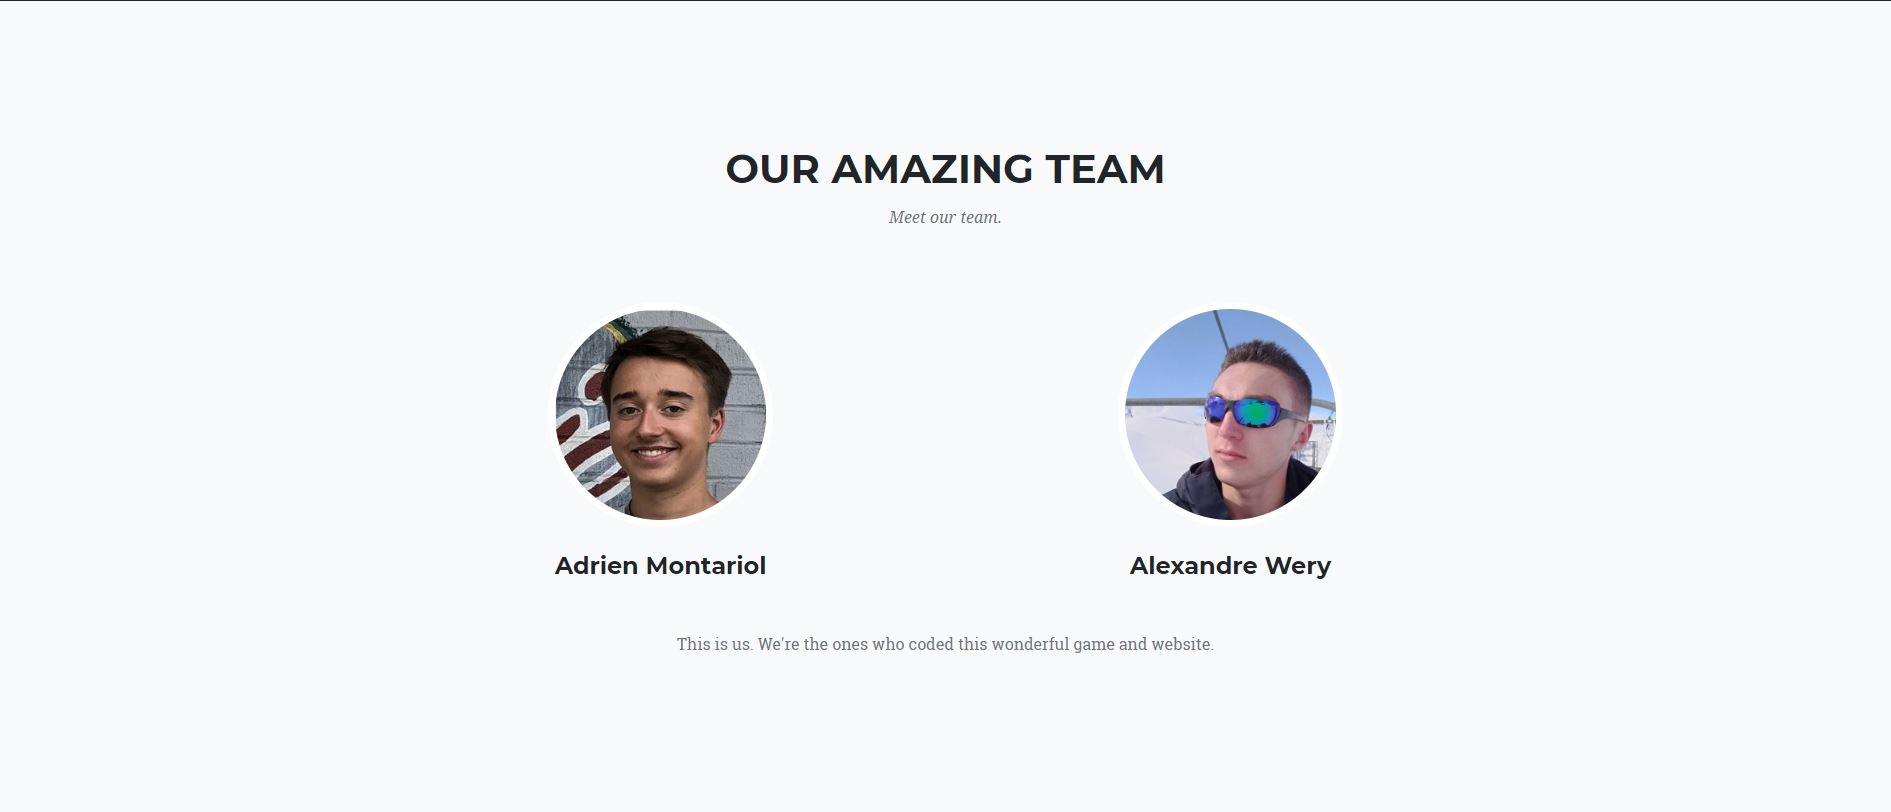 OUR AMAZING TEAM
Meet our team.
Adrien Montariol
Alexandre Wery
This is us. We're the ones who coded this wonderful game and website.